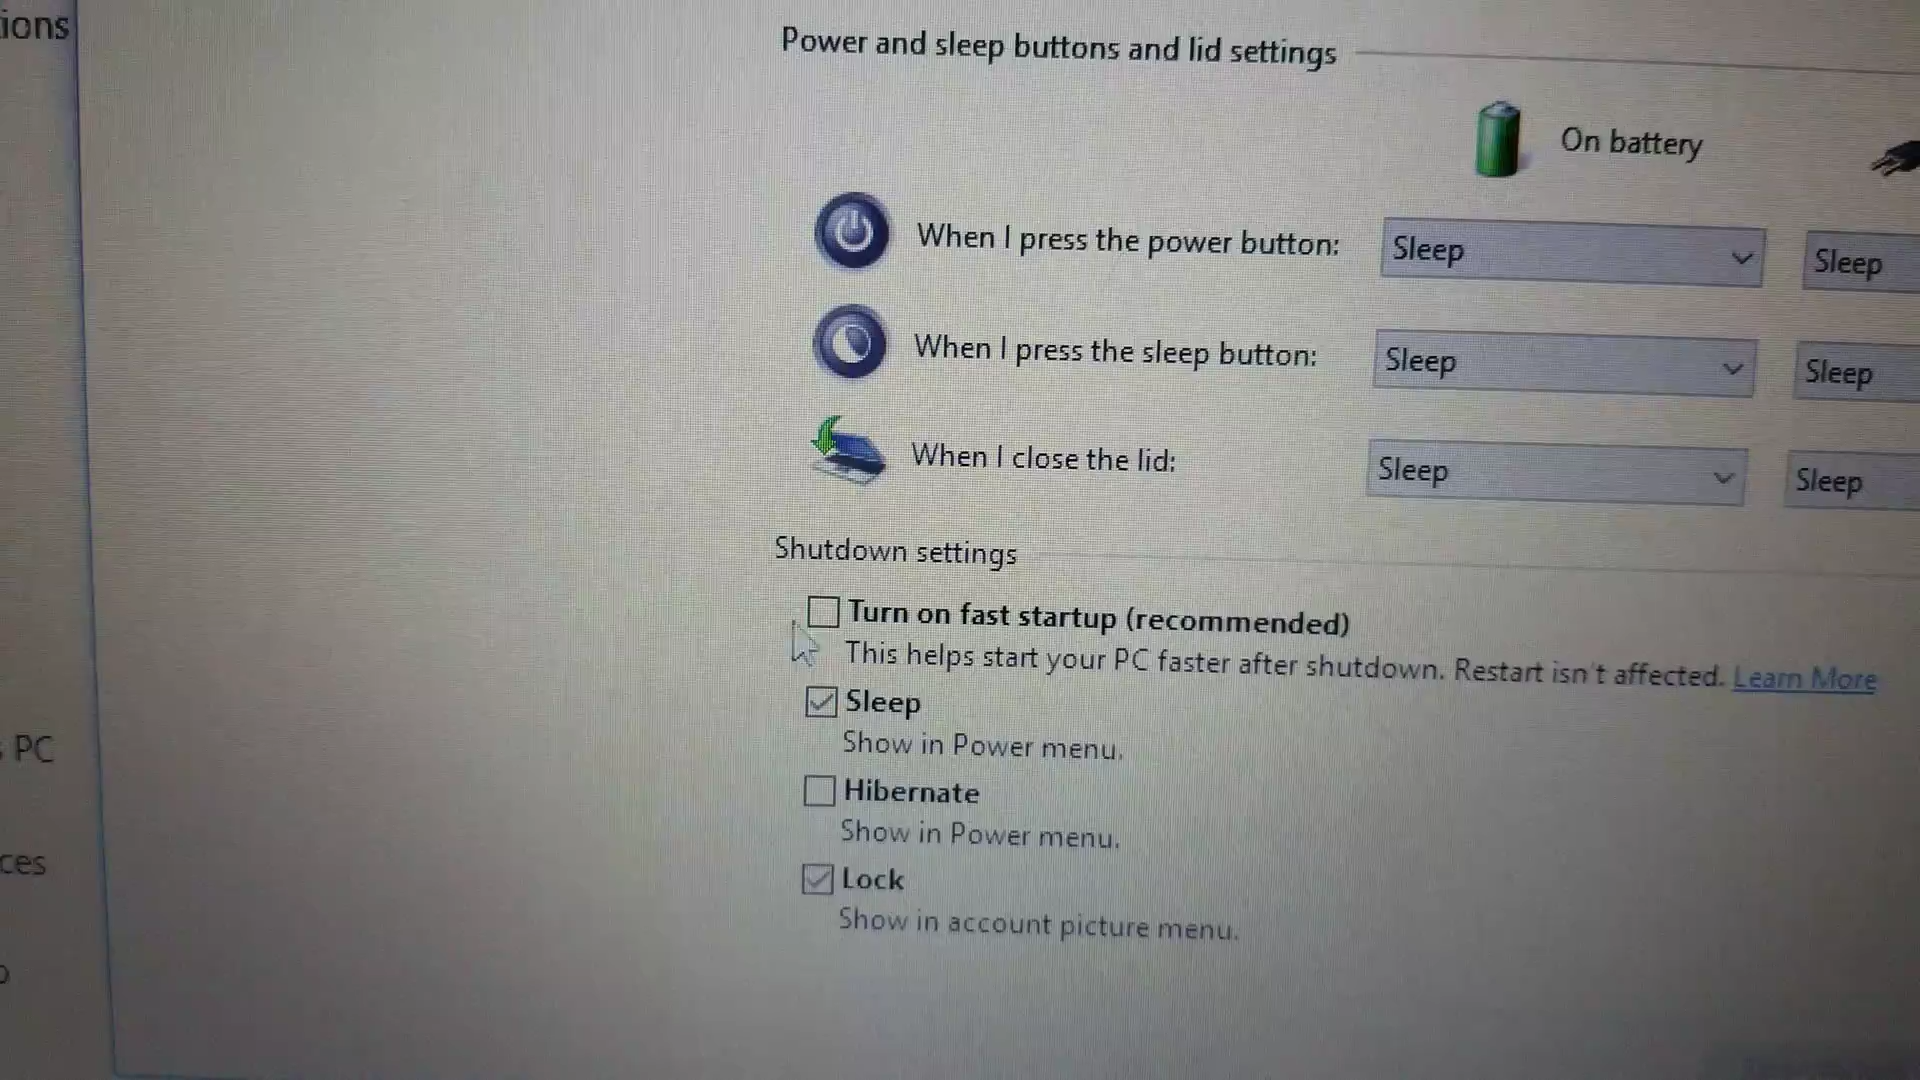 ions
Power and sleep buttons and lid settings
On battery
When I press the power button: Sleep Sleep
When I press the sleep button: Sleep Sleep
When I close the lid: Sleep Sleep
Shutdown settings
Turn on fast startup (recommended)
This helps start your PC faster after shutdown. Restart isn't affected. Learn More
Sleep
Show in Power menu.
PC
Hibernate
Show in Power menu.
ces
Lock
Show in account picture menu.